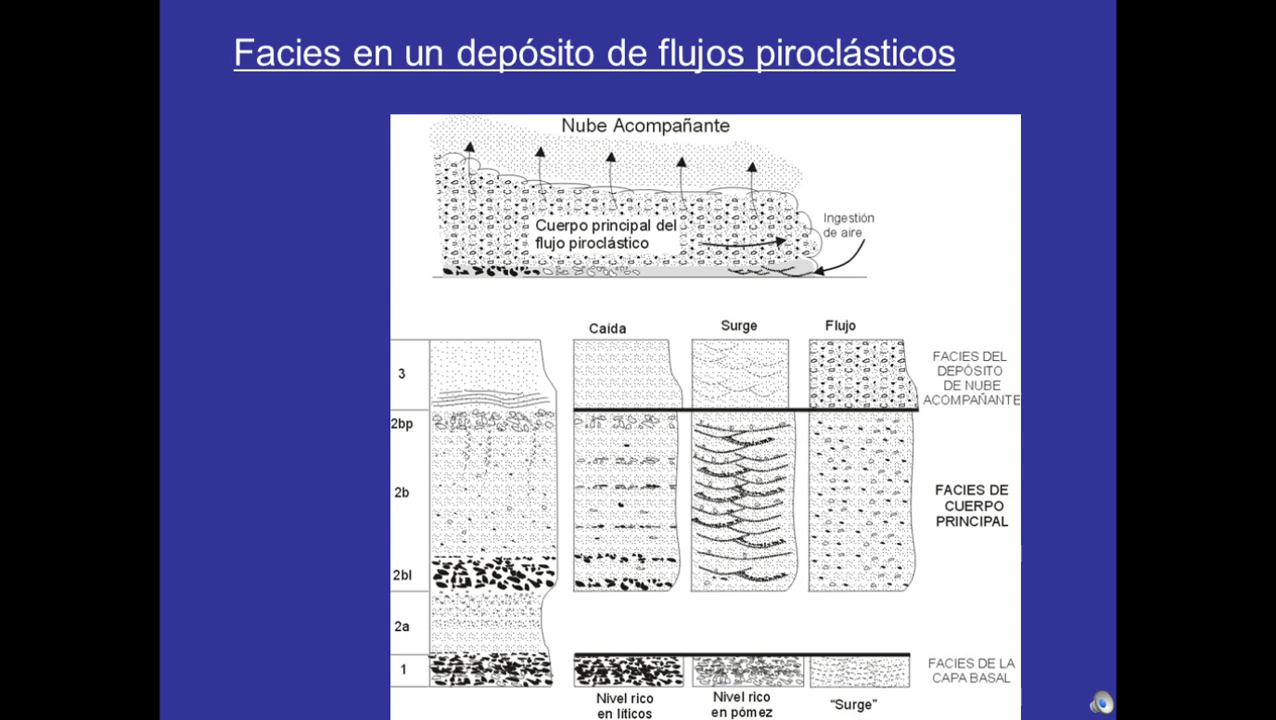 Facies en un depósito de flujos piroclásticos
Nube Acompañante
Cuerpo principal del
flujo piroclástico
Ingestión
de aire
Caída
Surge
Flujo
3
FACIES DEL
DEPÓSITO
DE NUBE
ACOMPAÑANTE
2bp
2b
FACIES DE
CUERPO
PRINCIPAL
2bl
2a
1
FACIES DE LA
CAPA BASAL
Nivel rico
en líticos
Nivel rico
en pómez
“Surge”